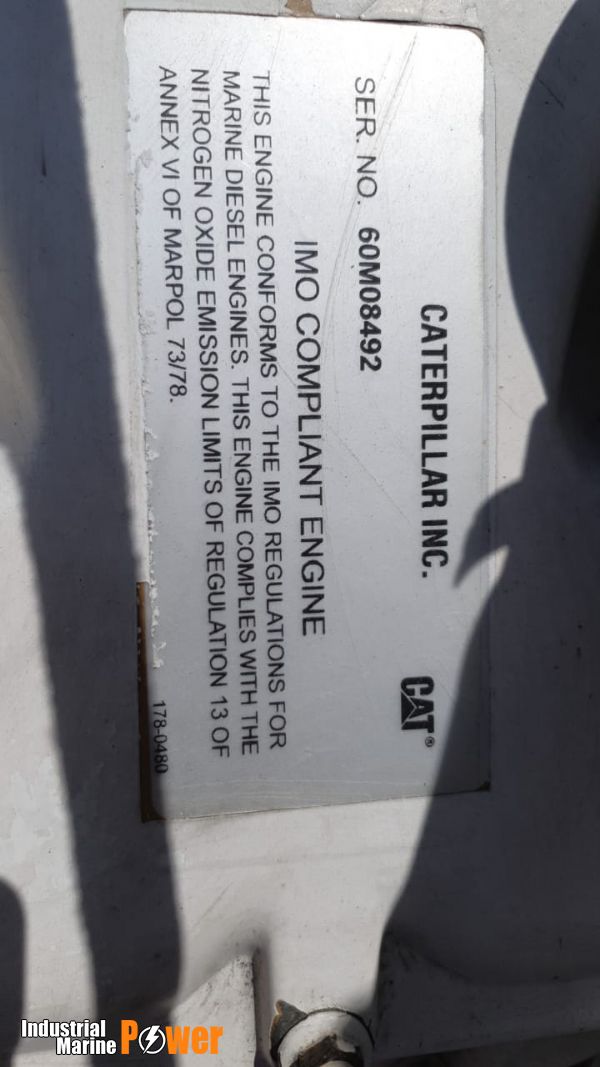 CATERPILLAR INC.
CAT®
SER. NO. 60M08492
IMO COMPLIANT ENGINE
THIS ENGINE CONFORMS TO THE IMO REGULATIONS FOR
MARINE DIESEL ENGINES. THIS ENGINE COMPLIES WITH THE
NITROGEN OXIDE EMISSION LIMITS OF REGULATION 13 OF
ANNEX VI OF MARPOL 73/78.
178-0480
Industrial
Marine Power